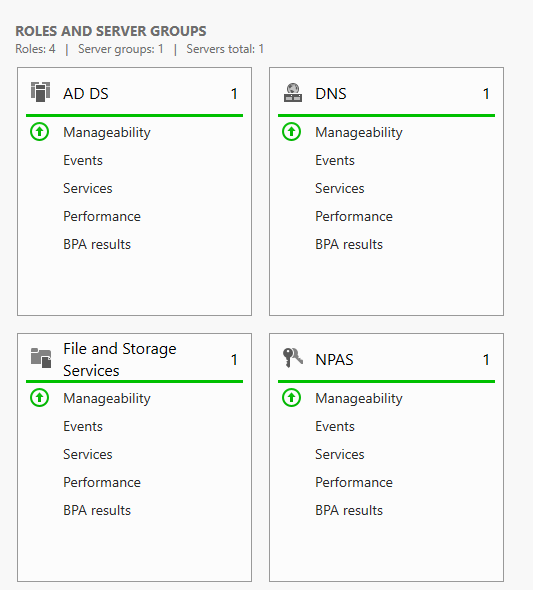 ROLES AND SERVER GROUPS
Roles: 4 | Server groups: 1 | Servers total: 1
AD DS 1
Manageability
Events
Services
Performance
BPA results
DNS 1
Manageability
Events
Services
Performance
BPA results
File and Storage
Services 1
Manageability
Events
Services
Performance
BPA results
NPAS 1
Manageability
Events
Services
Performance
BPA results